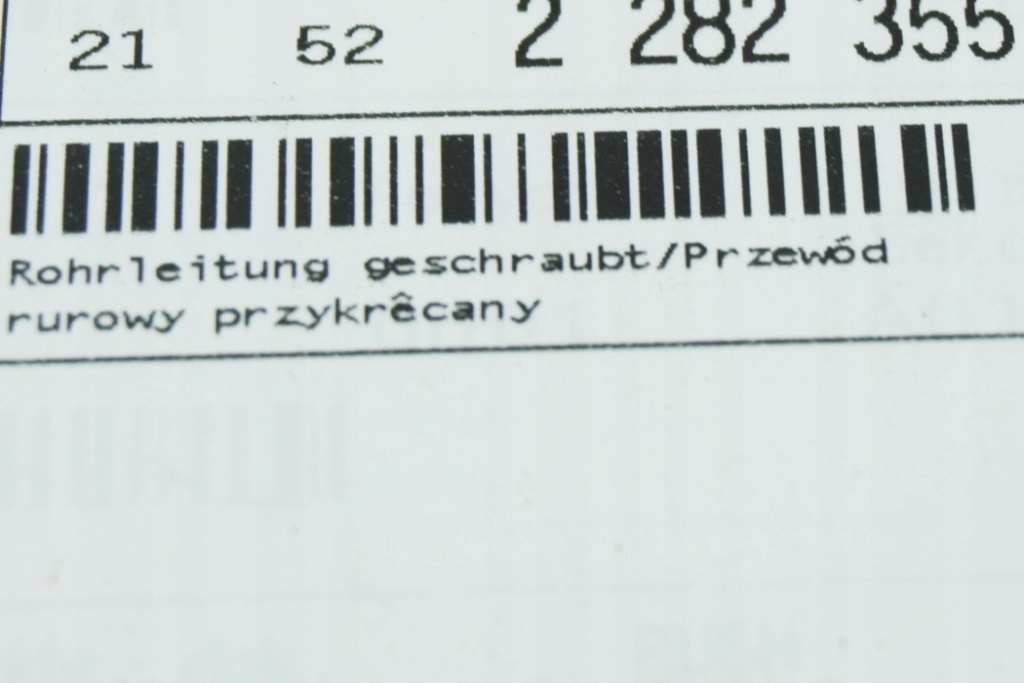 21 52 2 282 355
Rohrleitung geschraubt/Przewód
rurowy przykrêcany